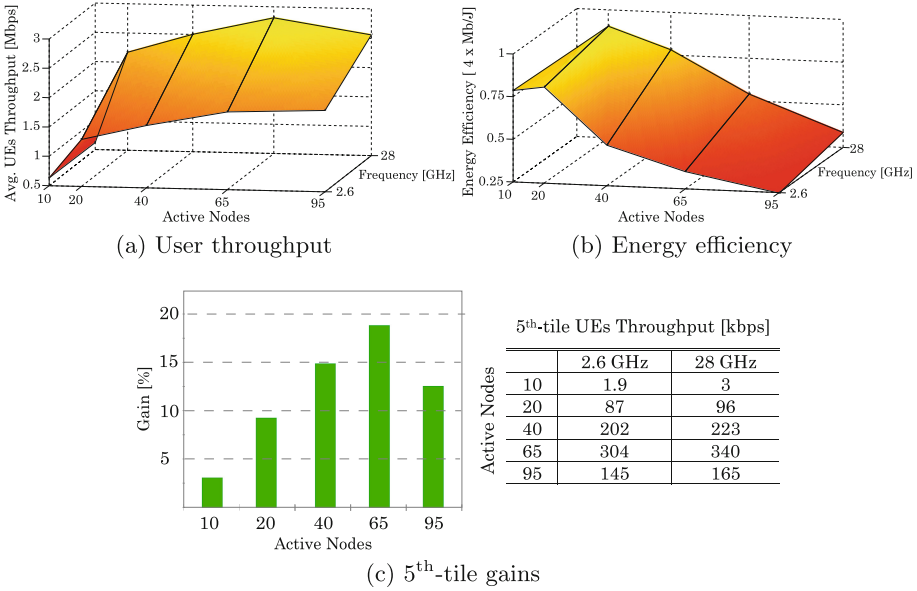 Avg. UEs Throughput [Mbps]
3
2.5
2
1.5
1
0.5
10
20
40
65
95
Active Nodes
2.6
28
Frequency [GHz]
(a) User throughput
Energy Efficiency [ 4 x Mb/J]
1
0.75
0.5
0.25
10
20
40
65
95
Active Nodes
2.6
28
Frequency [GHz]
(b) Energy efficiency
Gain [%]
20
15
10
5
10 20 40 65 95
Active Nodes
5th-tile UEs Throughput [kbps]
Active Nodes
2.6 GHz 28 GHz
10 1.9 3
20 87 96
40 202 223
65 304 340
95 145 165
(c) 5th-tile gains